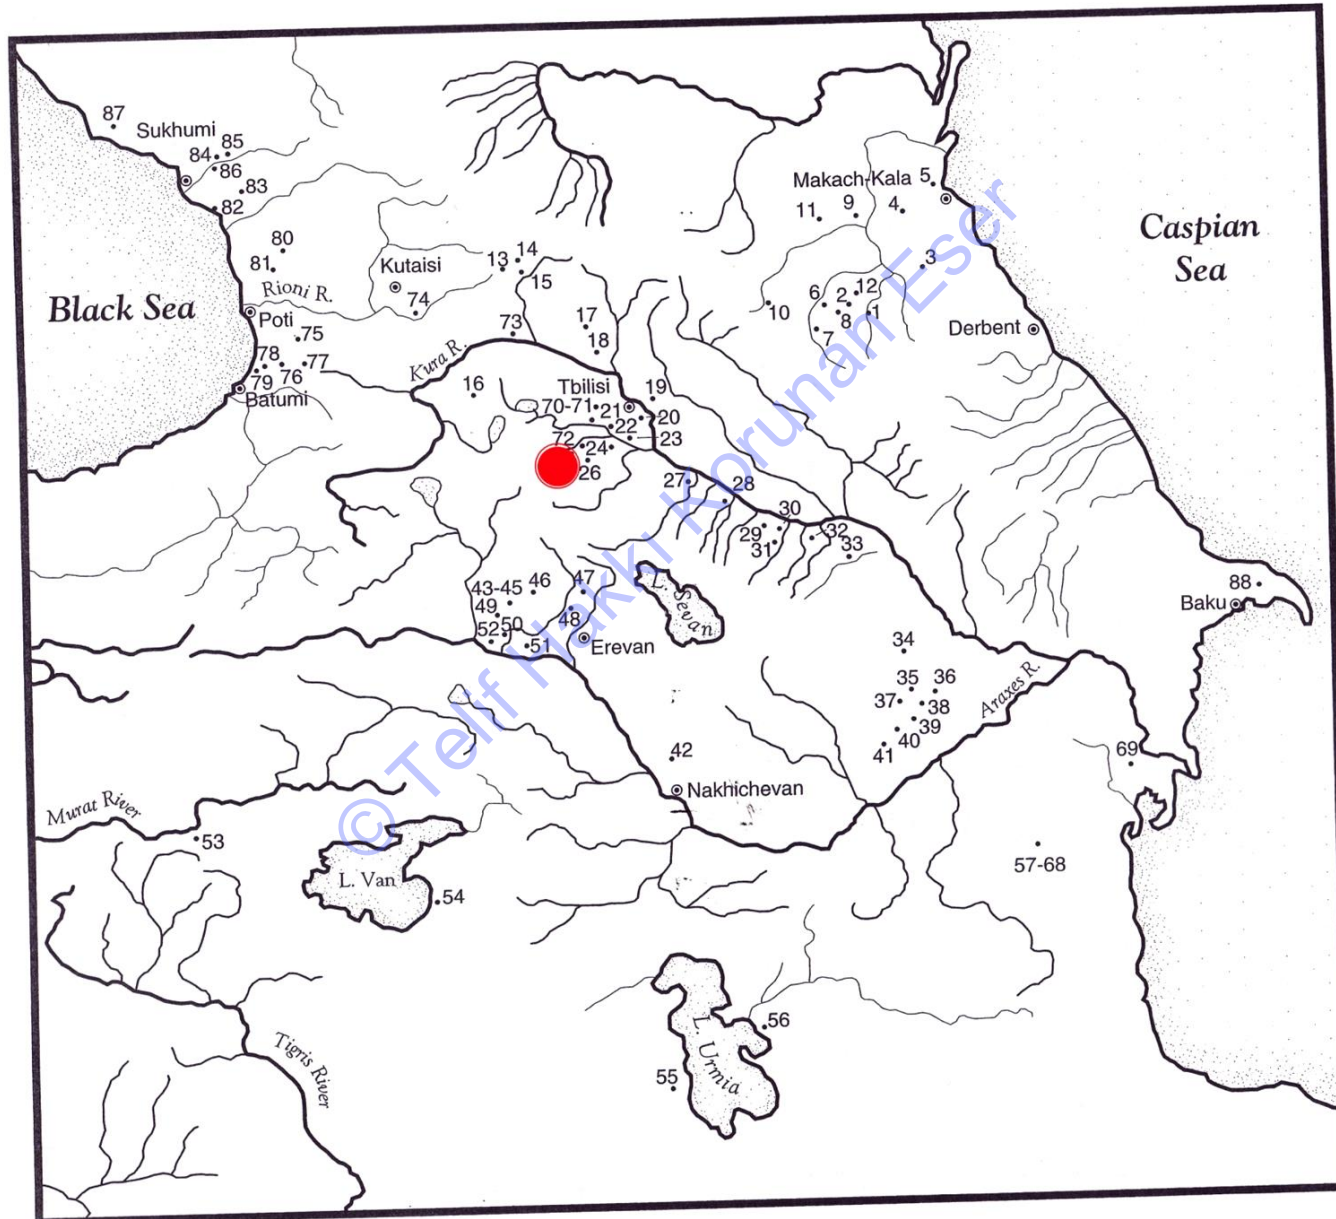 87
Sukhumi
84 85
86
83
82
80
81
Rioni R.
Black Sea
Poti
Kutaisi
74
75
78
79 76 77
Batumi
13 14
15
17
18
73
Kura R.
16
Tbilisi
19
70-71 21
20
22
23
72
24
26
27
28
29
30
31
32
33
Makach-Kala 5
11 9 4
3
10
6 2 12
8 1
7
Derbent
Caspian
Sea
88
Baku
43-45 46 47
49
48
52 50
51
Erevan
L. Sevan
34
35 36
37
38
39
40
41
Araxes R.
42
Nakhichevan
69
57-68
Murat River
53
L. Van
54
Tigris River
55
56
L. Urmia
© Telif Hakkı Korunan Eser